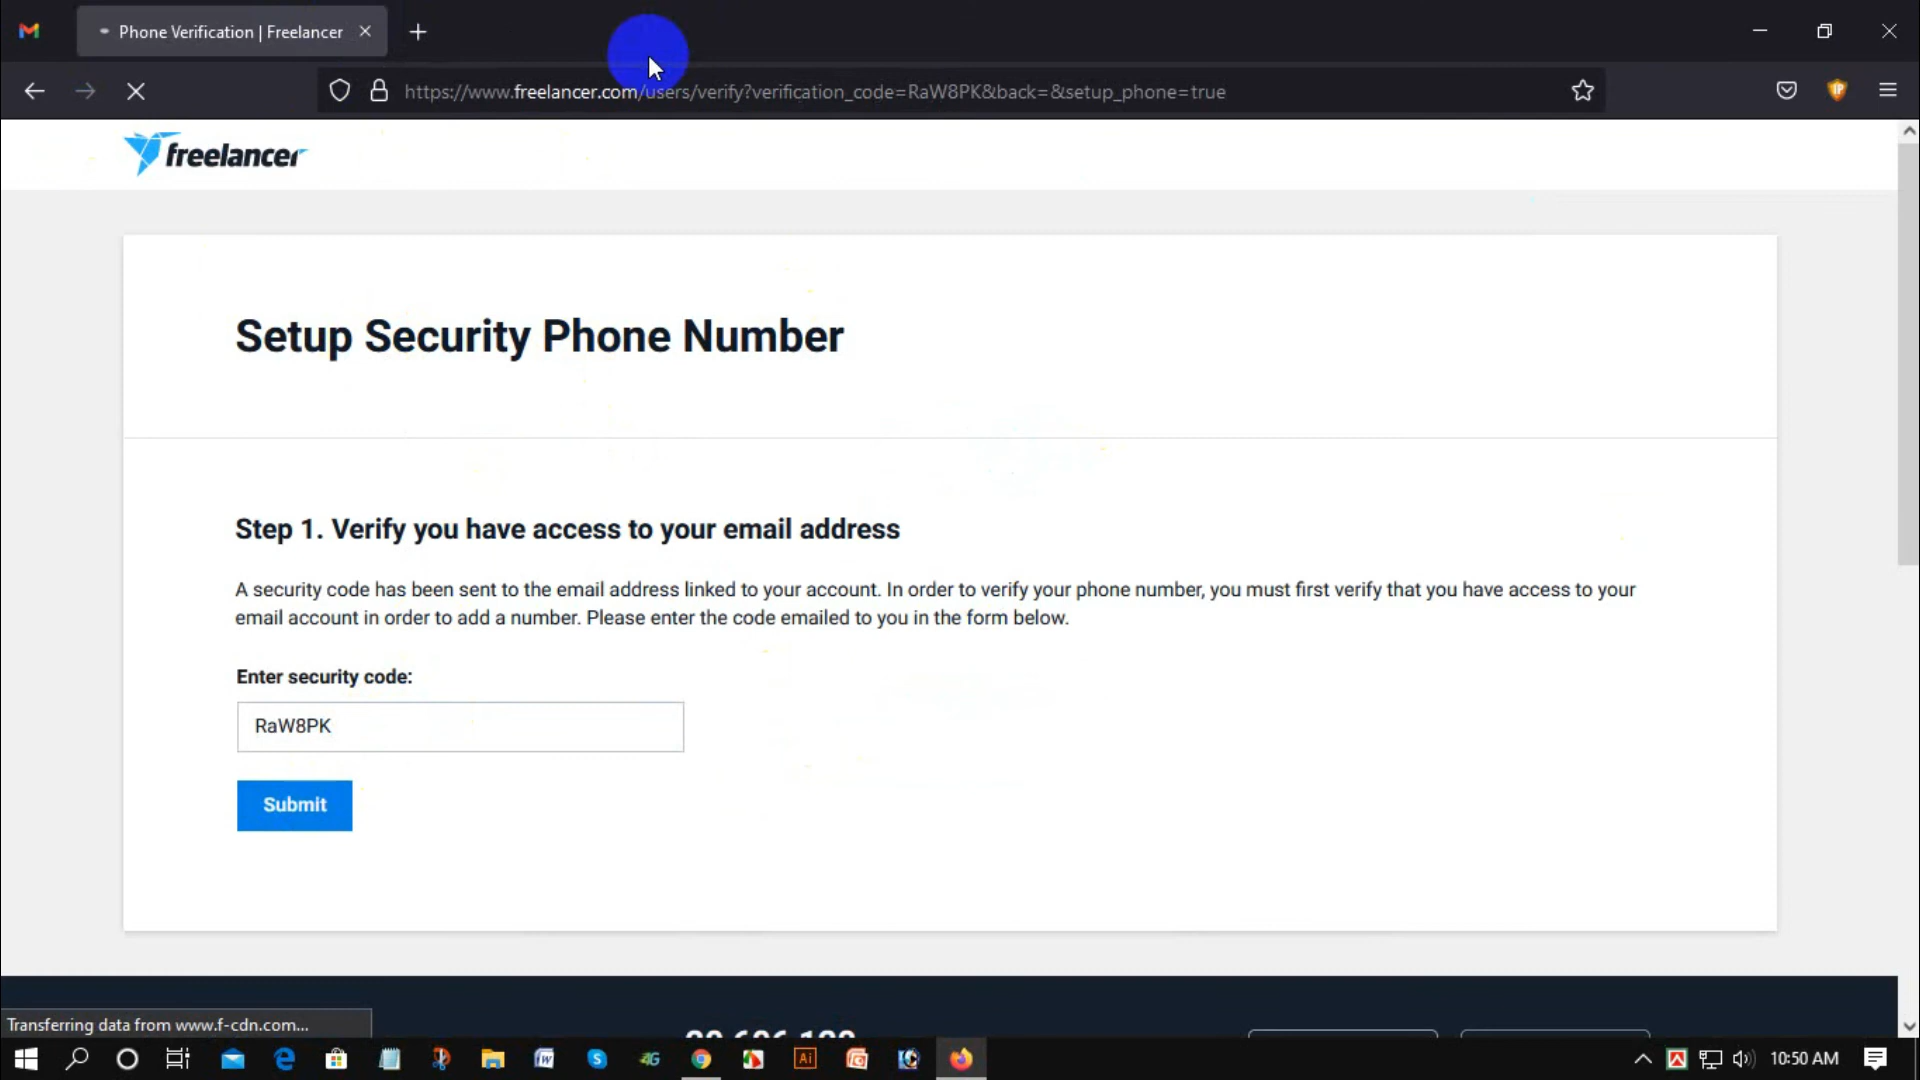 Phone Verification | Freelancer
https://www.freelancer.com/users/verify?verification_code=RaW8PK&back=&setup_phone=true
freelancer
Setup Security Phone Number
Step 1. Verify you have access to your email address
A security code has been sent to the email address linked to your account. In order to verify your phone number, you must first verify that you have access to your
email account in order to add a number. Please enter the code emailed to you in the form below.
Enter security code:
RaW8PK
Submit
Transferring data from www.f-cdn.com...
4G
Ai
10:50 AM